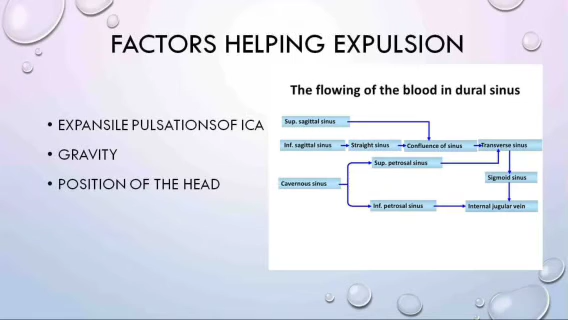 FACTORS HELPING EXPULSION
• EXPANSILE PULSATIONSOF ICA
• GRAVITY
• POSITION OF THE HEAD
The flowing of the blood in dural sinus
Sup. sagittal sinus
Inf. sagittal sinus Straight sinus Confluence of sinus Transverse sinus
Sup. petrosal sinus
Sigmoid sinus
Cavernous sinus
Inf. petrosal sinus Internal jugular vein